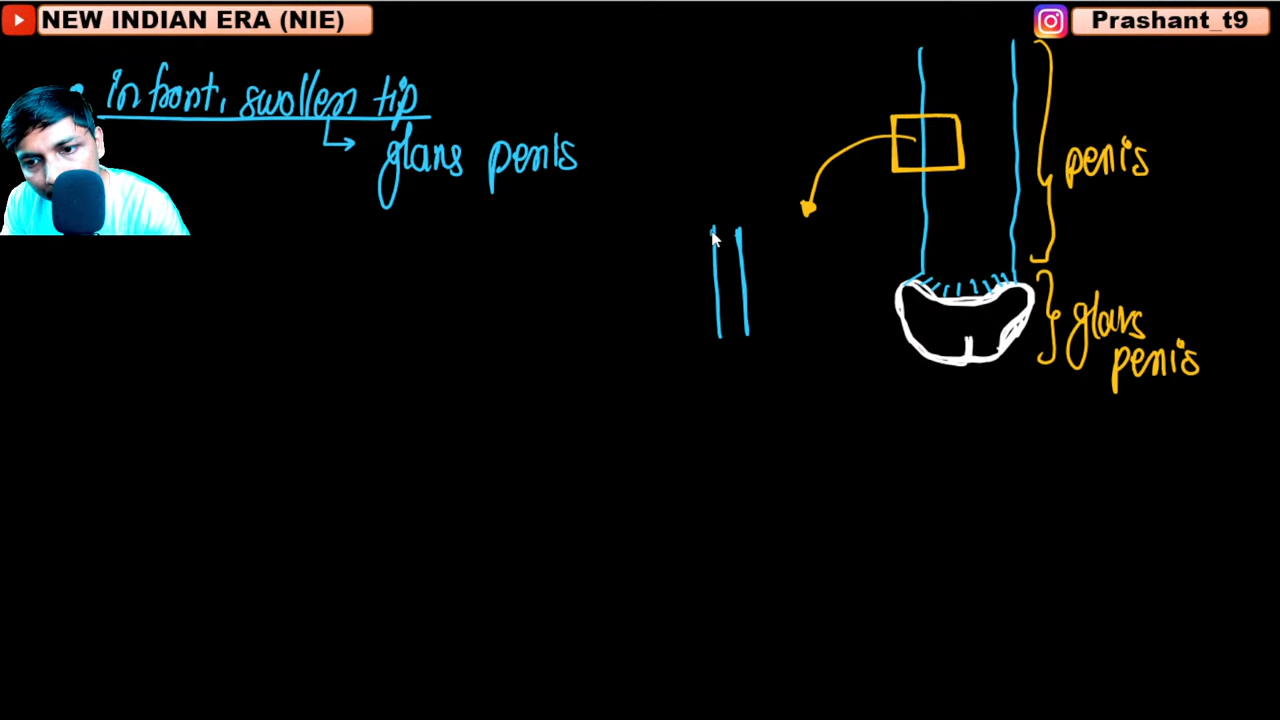 NEW INDIAN ERA (NIE)
Prashant_t9
• in front, swollen tip
glans penis
penis
glans
penis